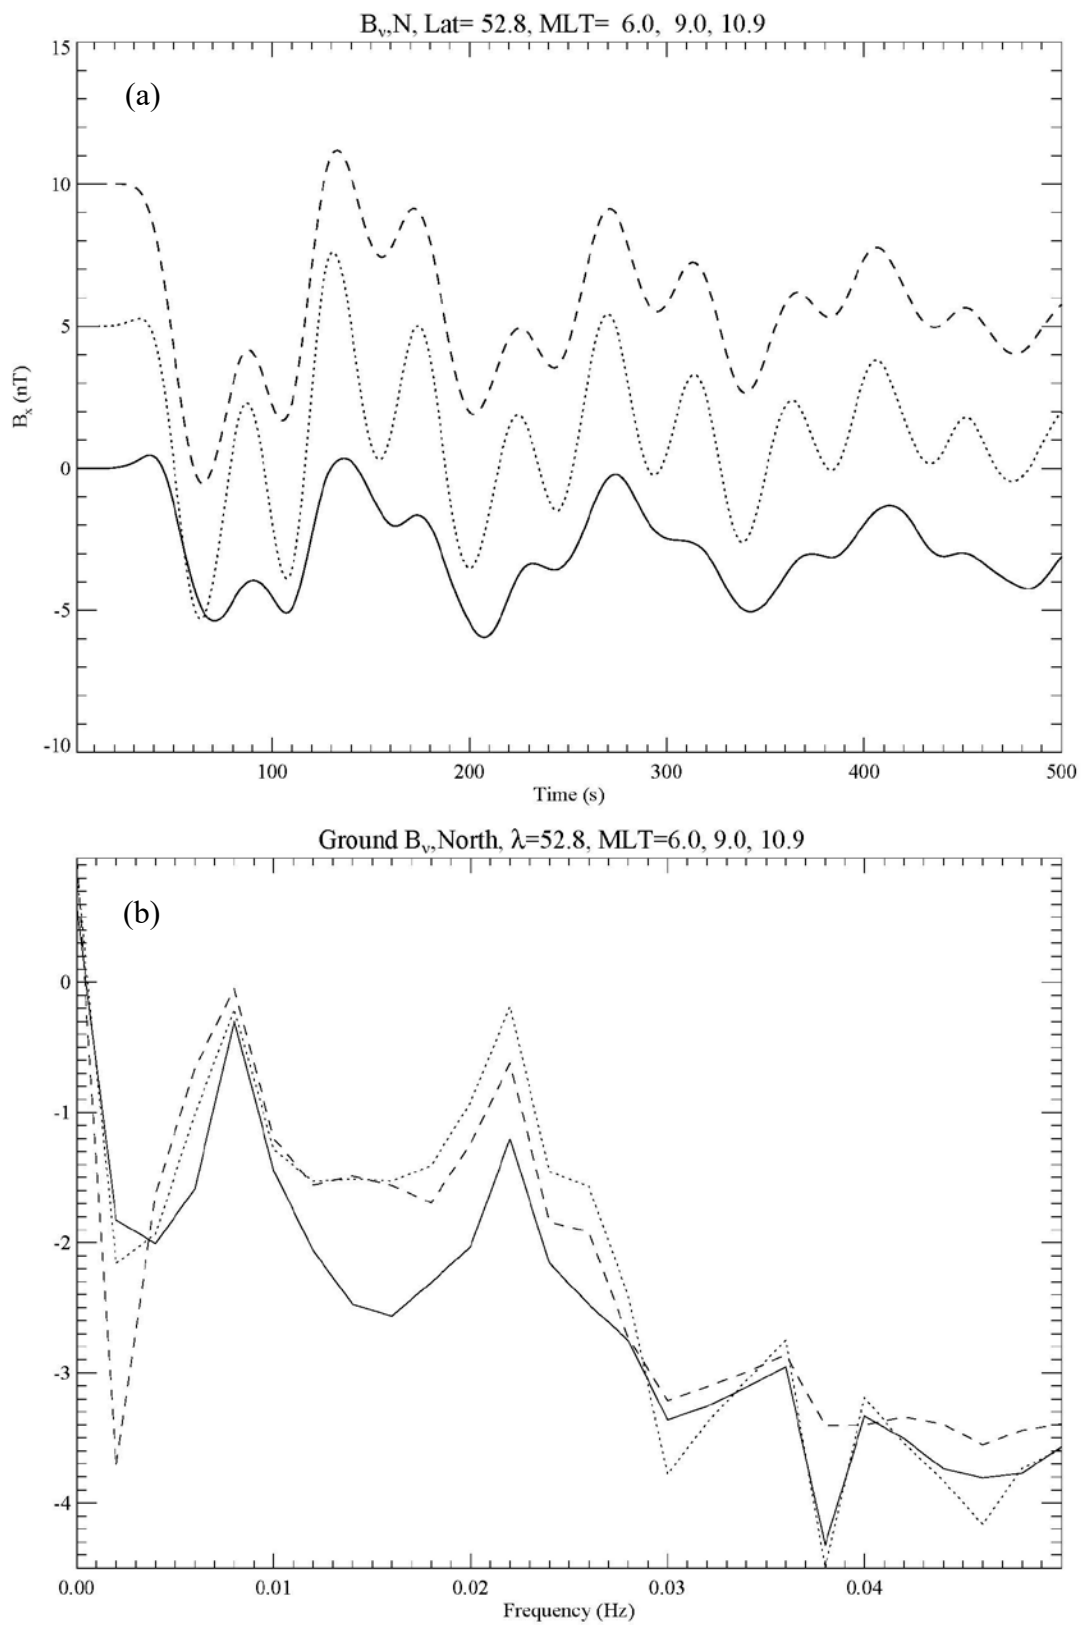 Bν,N, Lat= 52.8, MLT= 6.0, 9.0, 10.9
15
(a)
10
5
0
-5
-10
Bx (nT)
100 200 300 400 500
Time (s)
Ground Bν,North, λ=52.8, MLT=6.0, 9.0, 10.9
(b)
0
-1
-2
-3
-4
0.00 0.01 0.02 0.03 0.04
Frequency (Hz)